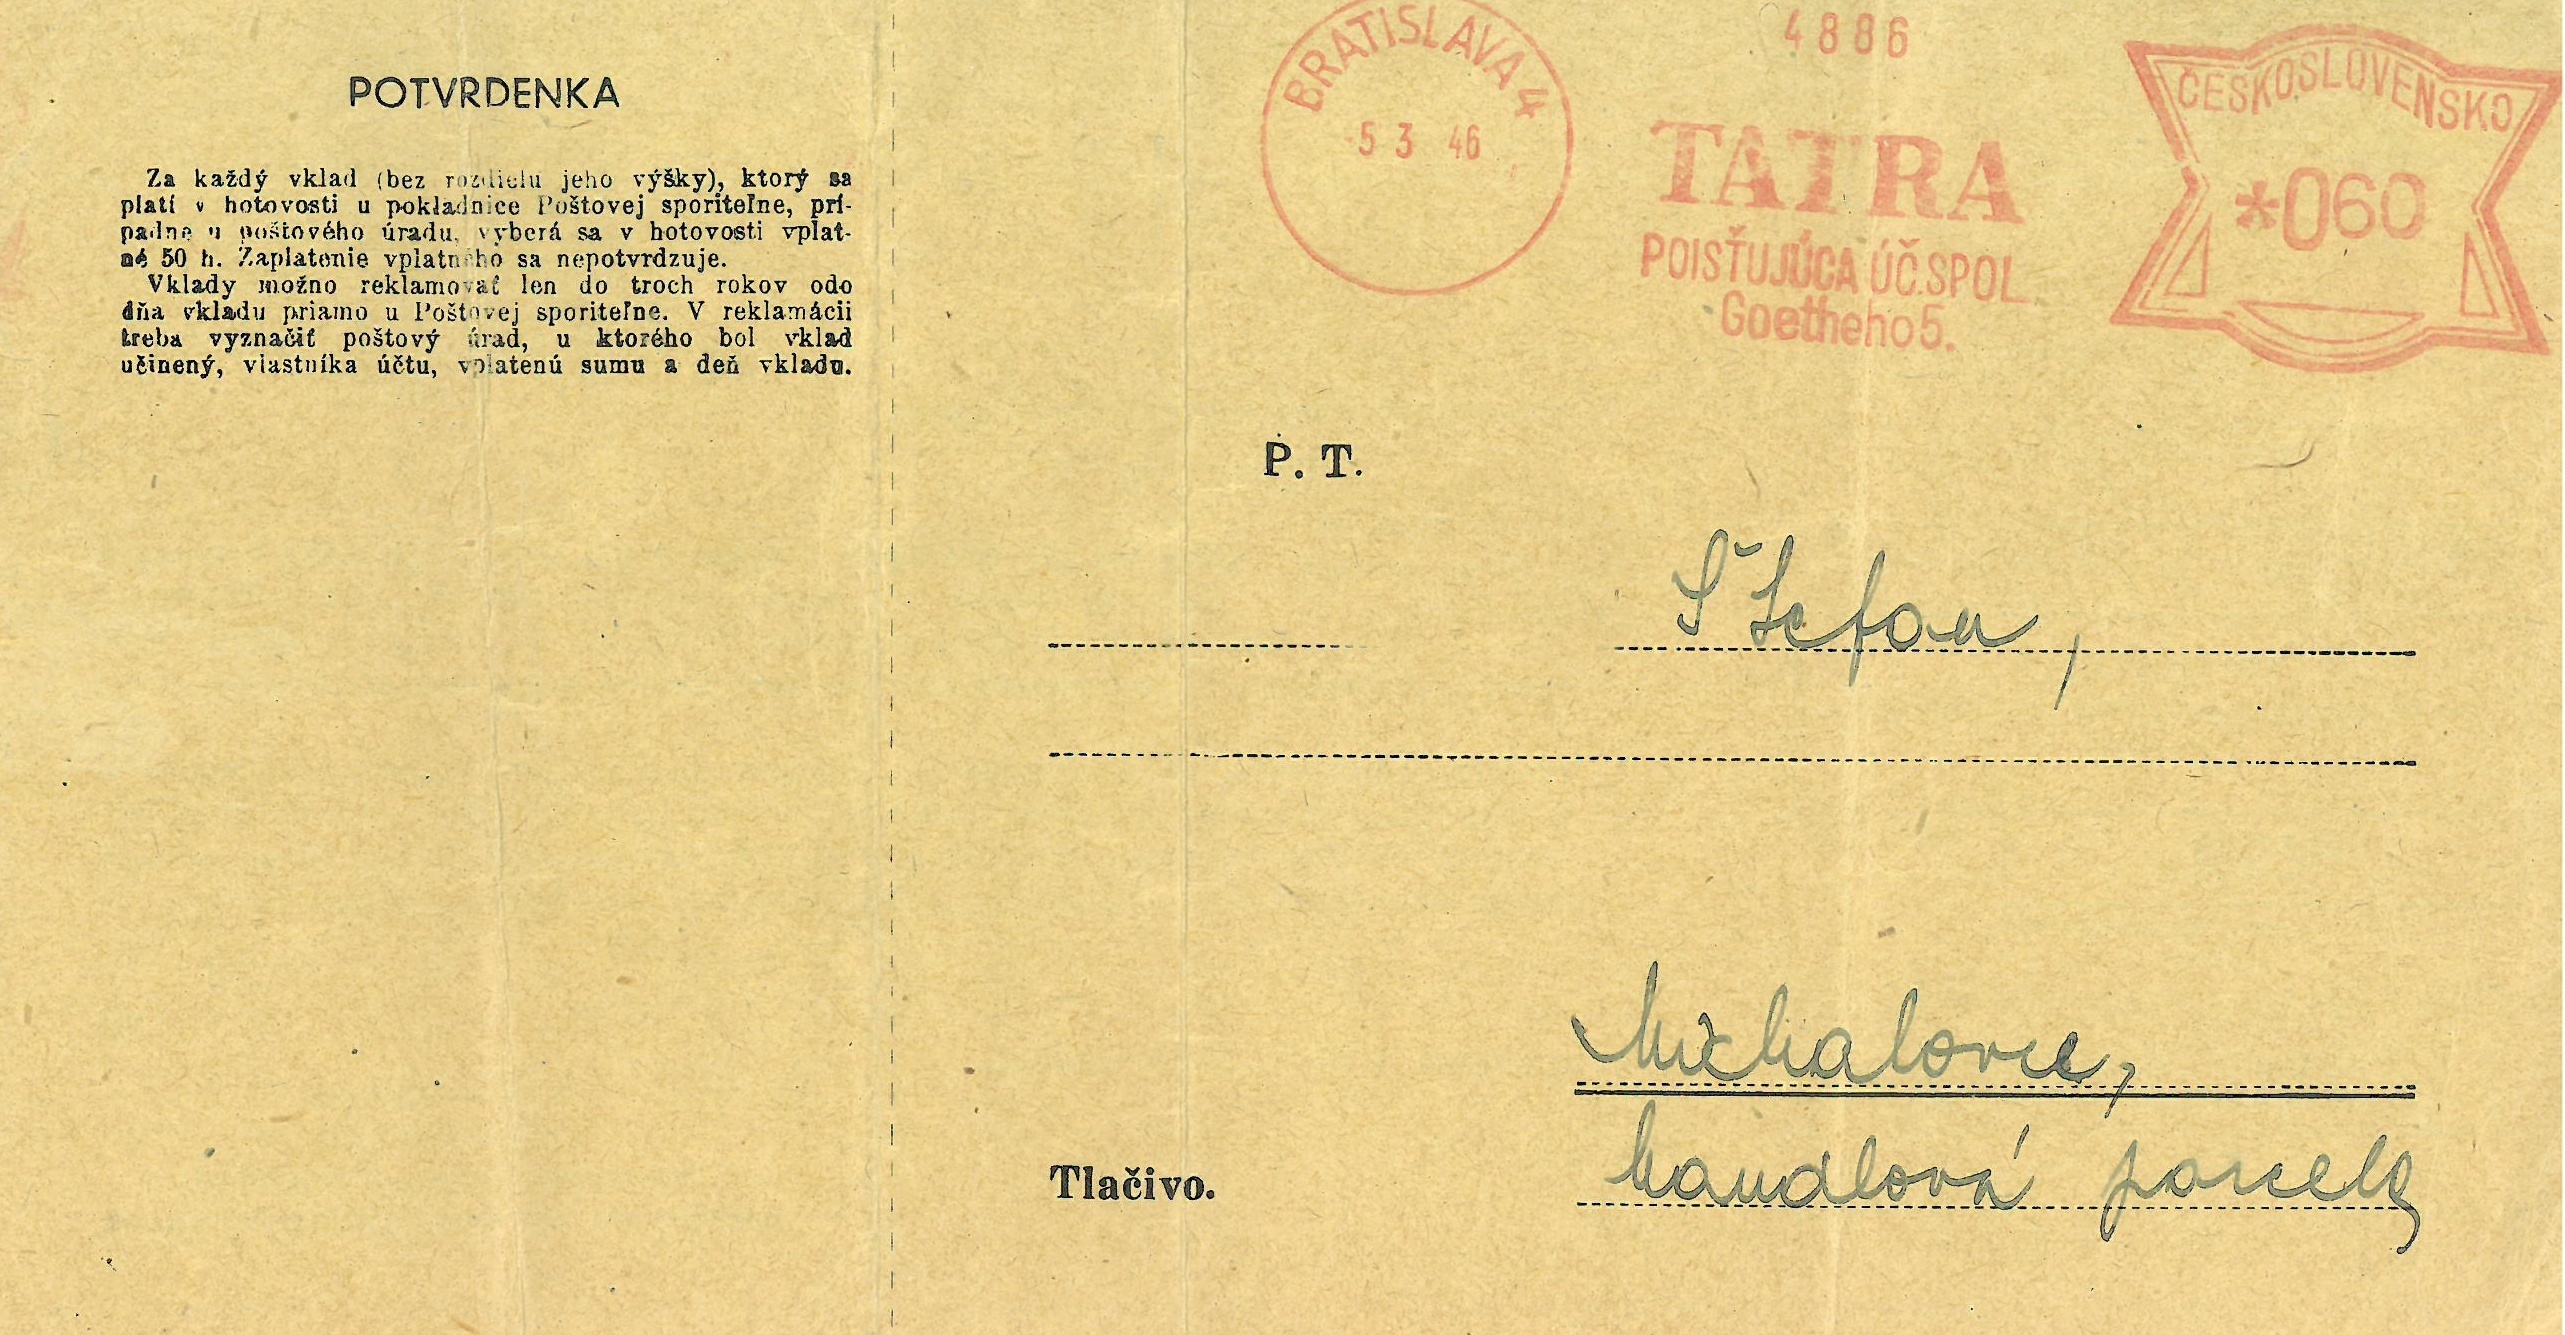 POTVRDENKA
Za každý vklad (bez rozdielu jeho výšky), ktorý sa
platí v hotovosti u pokladnice Poštovej sporiteľne, prí-
padne u poštového úradu, vyberá sa v hotovosti vplat-
né 50 h. Zaplatenie vplatného sa nepotvrdzuje.
Vklady možno reklamovať len do troch rokov odo
dňa vkladu priamo u Poštovej sporiteľne. V reklamácii
treba vyznačiť poštový úrad, u ktorého bol vklad
učinený, vlastníka účtu, vplatenú sumu a deň vkladu.
BRATISLAVA 4
5 3 46
4886
TATRA
POISŤUJÚCA ÚČ.SPOL.
Goetheho 5.
ČESKOSLOVENSKO
*060
P. T.
Štefan,
Michalovce,
handlová parcela
Tlačivo.